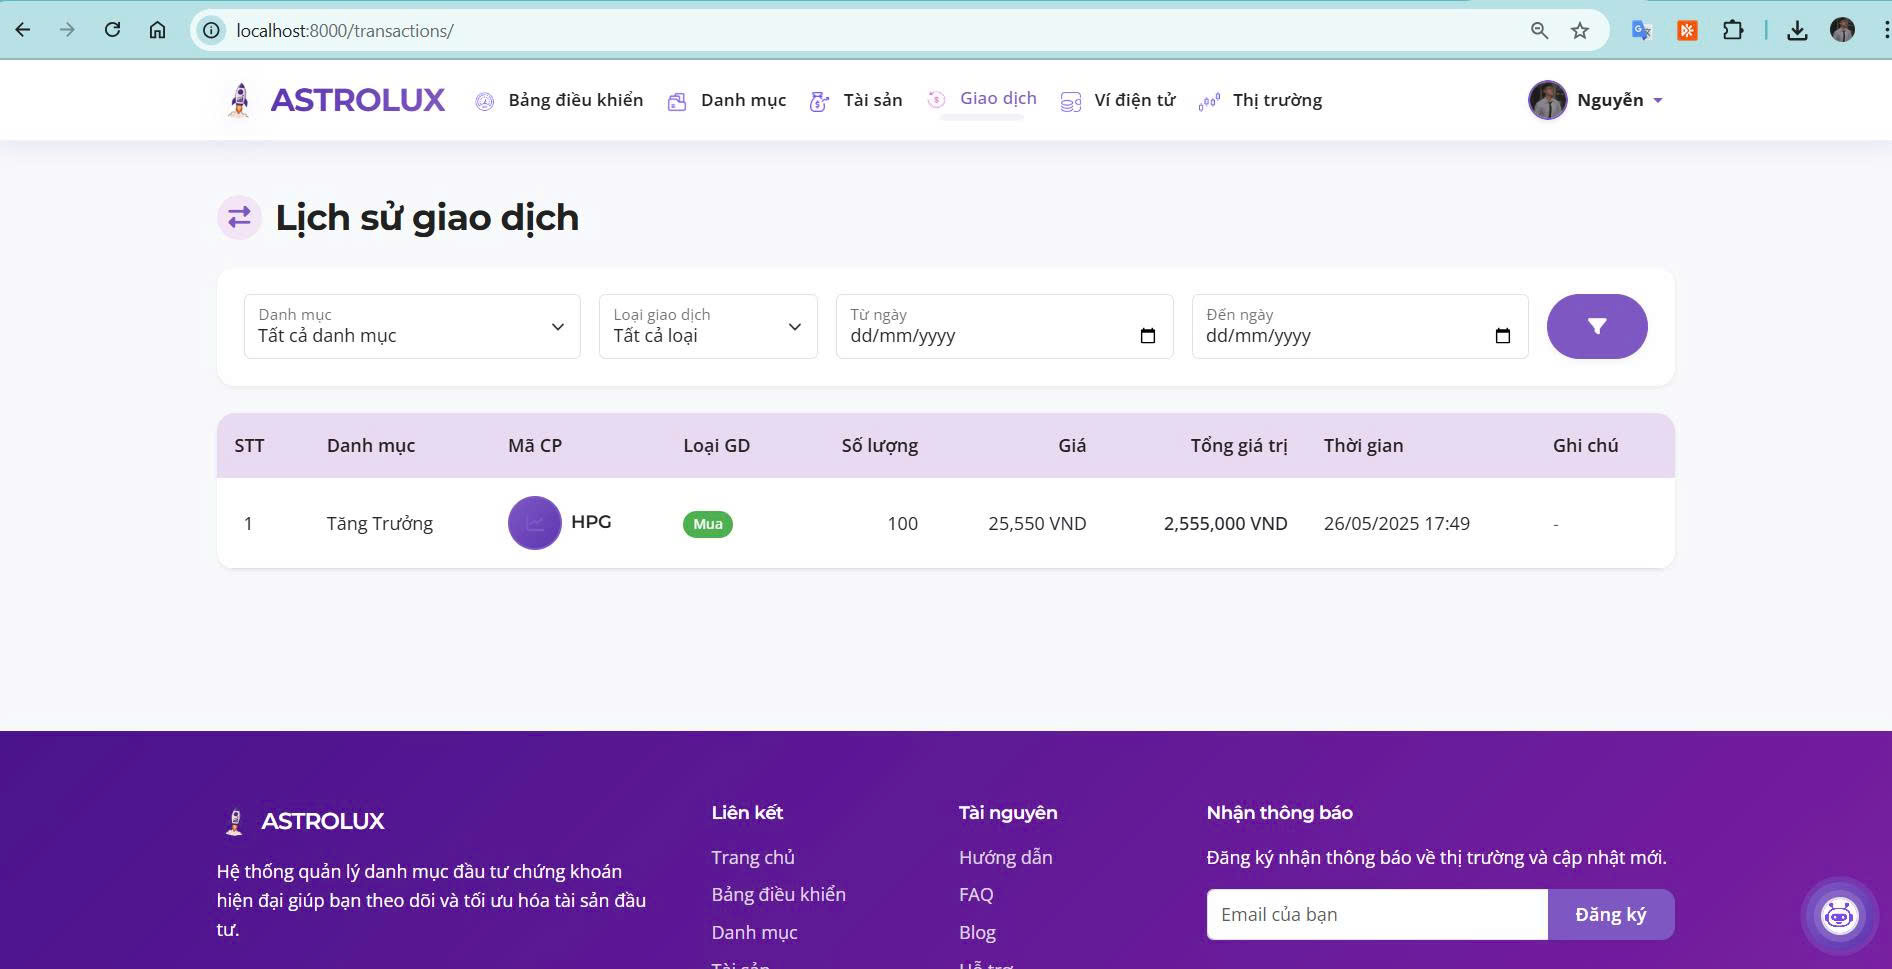 localhost:8000/transactions/
ASTROLUX Bảng điều khiển Danh mục Tài sản Giao dịch Ví điện tử Thị trường Nguyễn
Lịch sử giao dịch
Danh mục Loại giao dịch Từ ngày Đến ngày
Tất cả danh mục Tất cả loại dd/mm/yyyy dd/mm/yyyy
STT Danh mục Mã CP Loại GD Số lượng Giá Tổng giá trị Thời gian Ghi chú
1 Tăng Trưởng HPG Mua 100 25,550 VND 2,555,000 VND 26/05/2025 17:49 -
ASTROLUX
Hệ thống quản lý danh mục đầu tư chứng khoán
hiện đại giúp bạn theo dõi và tối ưu hóa tài sản đầu
tư.
Liên kết
Trang chủ
Bảng điều khiển
Danh mục
Tài sản
Tài nguyên
Hướng dẫn
FAQ
Blog
Hỗ trợ
Nhận thông báo
Đăng ký nhận thông báo về thị trường và cập nhật mới.
Email của bạn Đăng ký